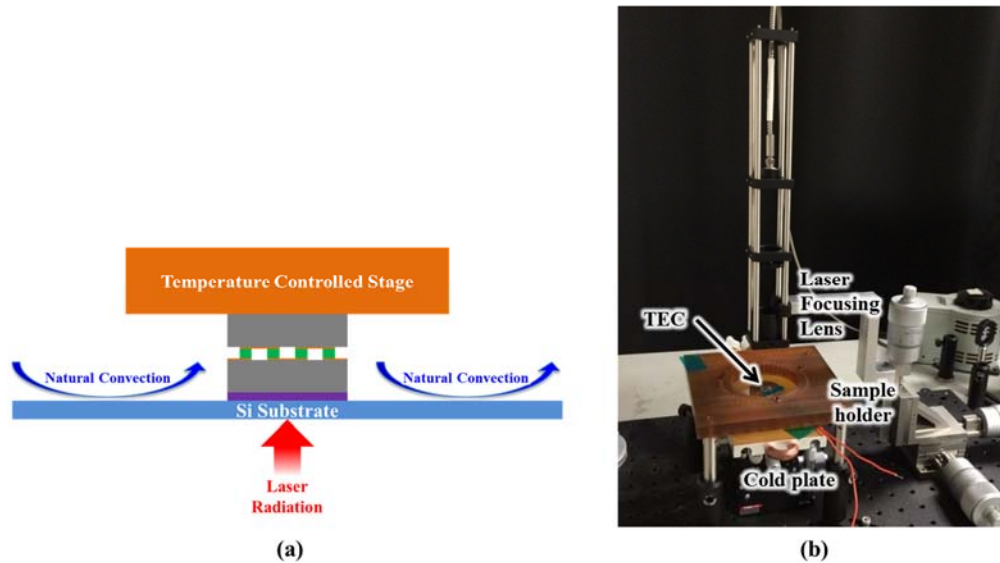 Temperature Controlled Stage
Natural Convection
Natural Convection
Si Substrate
Laser
Radiation
(a)
Laser
Focusing
Lens
TEC
Sample
holder
Cold plate
(b)